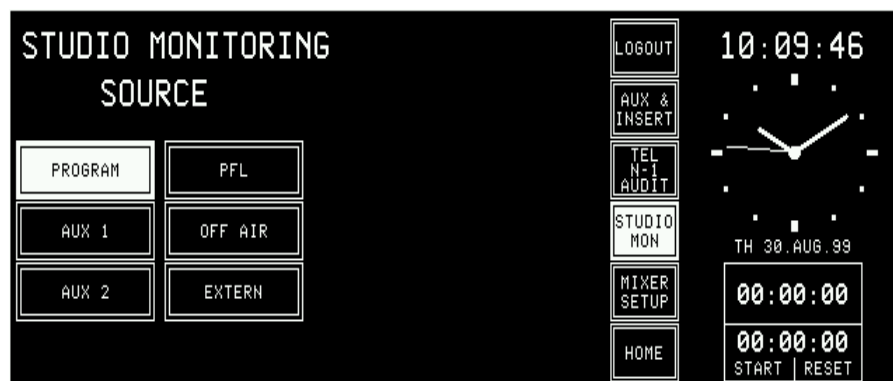 STUDIO MONITORING
SOURCE
PROGRAM
PFL
AUX 1
OFF AIR
AUX 2
EXTERN
LOGOUT
AUX &
INSERT
TEL
N-1
AUDIT
STUDIO
MON
MIXER
SETUP
HOME
10:09:46
TH 30.AUG.99
00:00:00
00:00:00
START | RESET